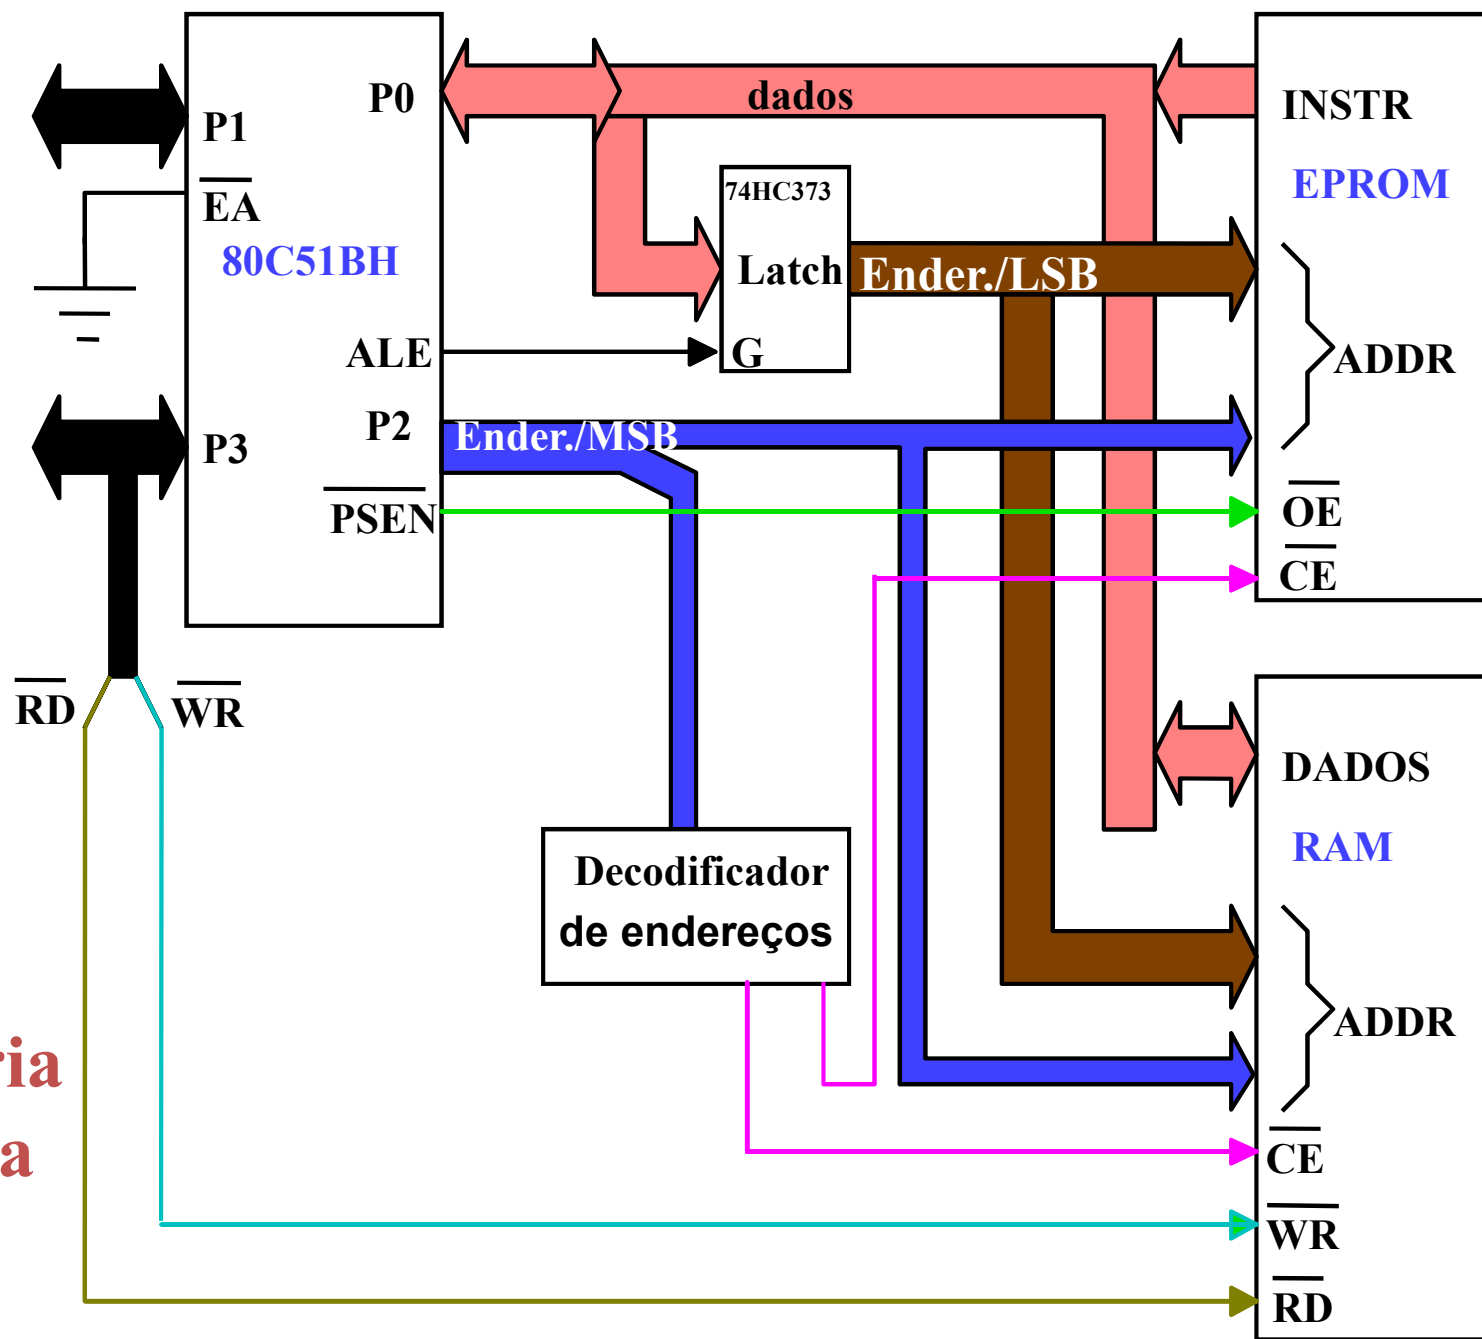 P1
EA
80C51BH
P0
ALE
P2
P3
PSEN
RD
WR
dados
74HC373
Latch
G
Ender./LSB
Ender./MSB
INSTR
EPROM
ADDR
OE
CE
Decodificador
de endereços
DADOS
RAM
ADDR
CE
WR
RD
ria
a